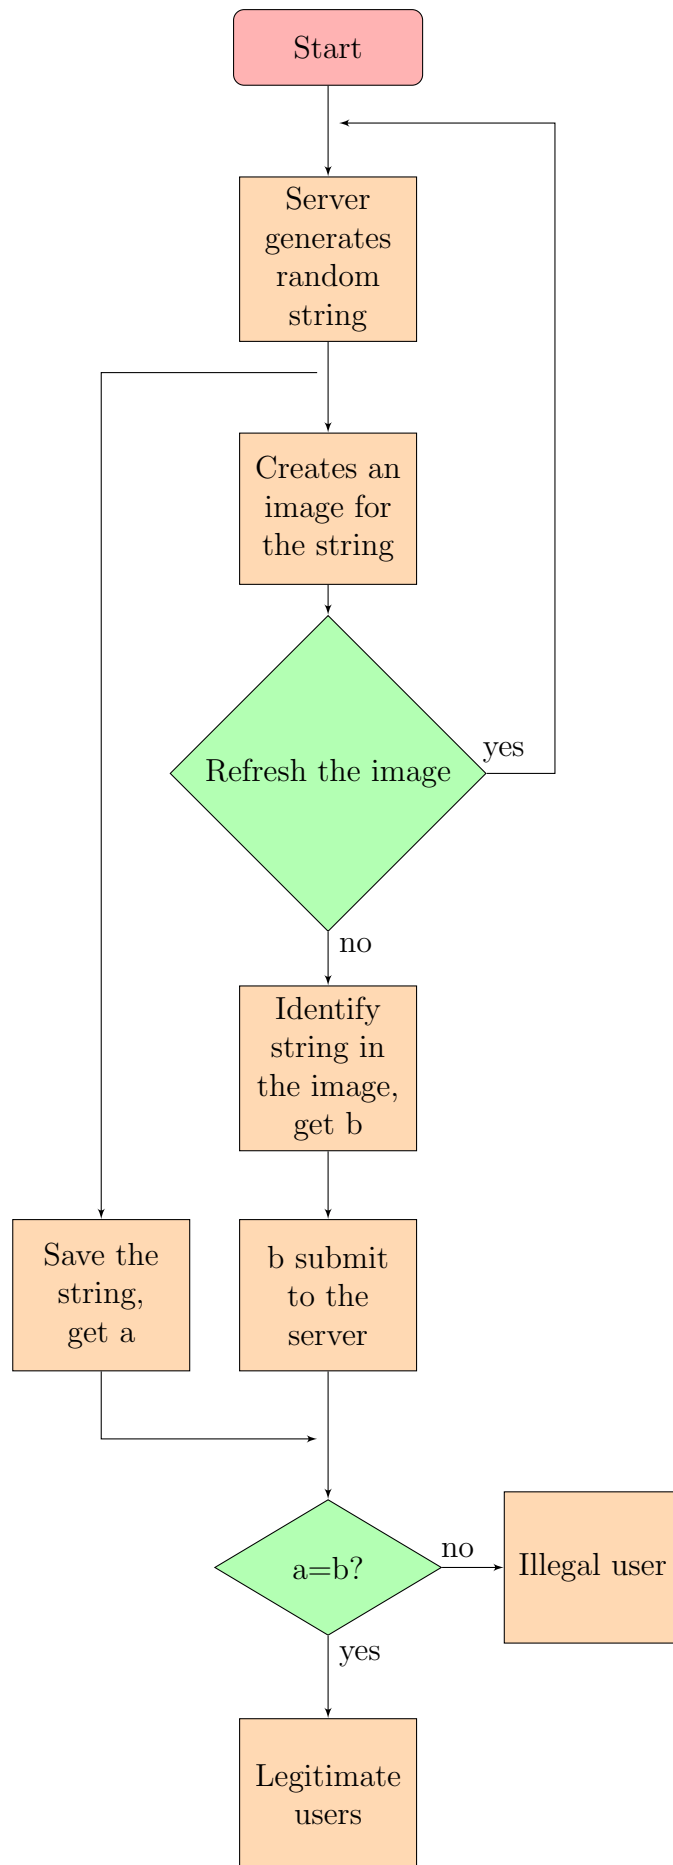 Start
Server
generates
random
string
Creates an
image for
the string
Refresh the image
yes
no
Identify
string in
the image,
get b
Save the
string,
get a
b submit
to the
server
a=b?
no
Illegal user
yes
Legitimate
users